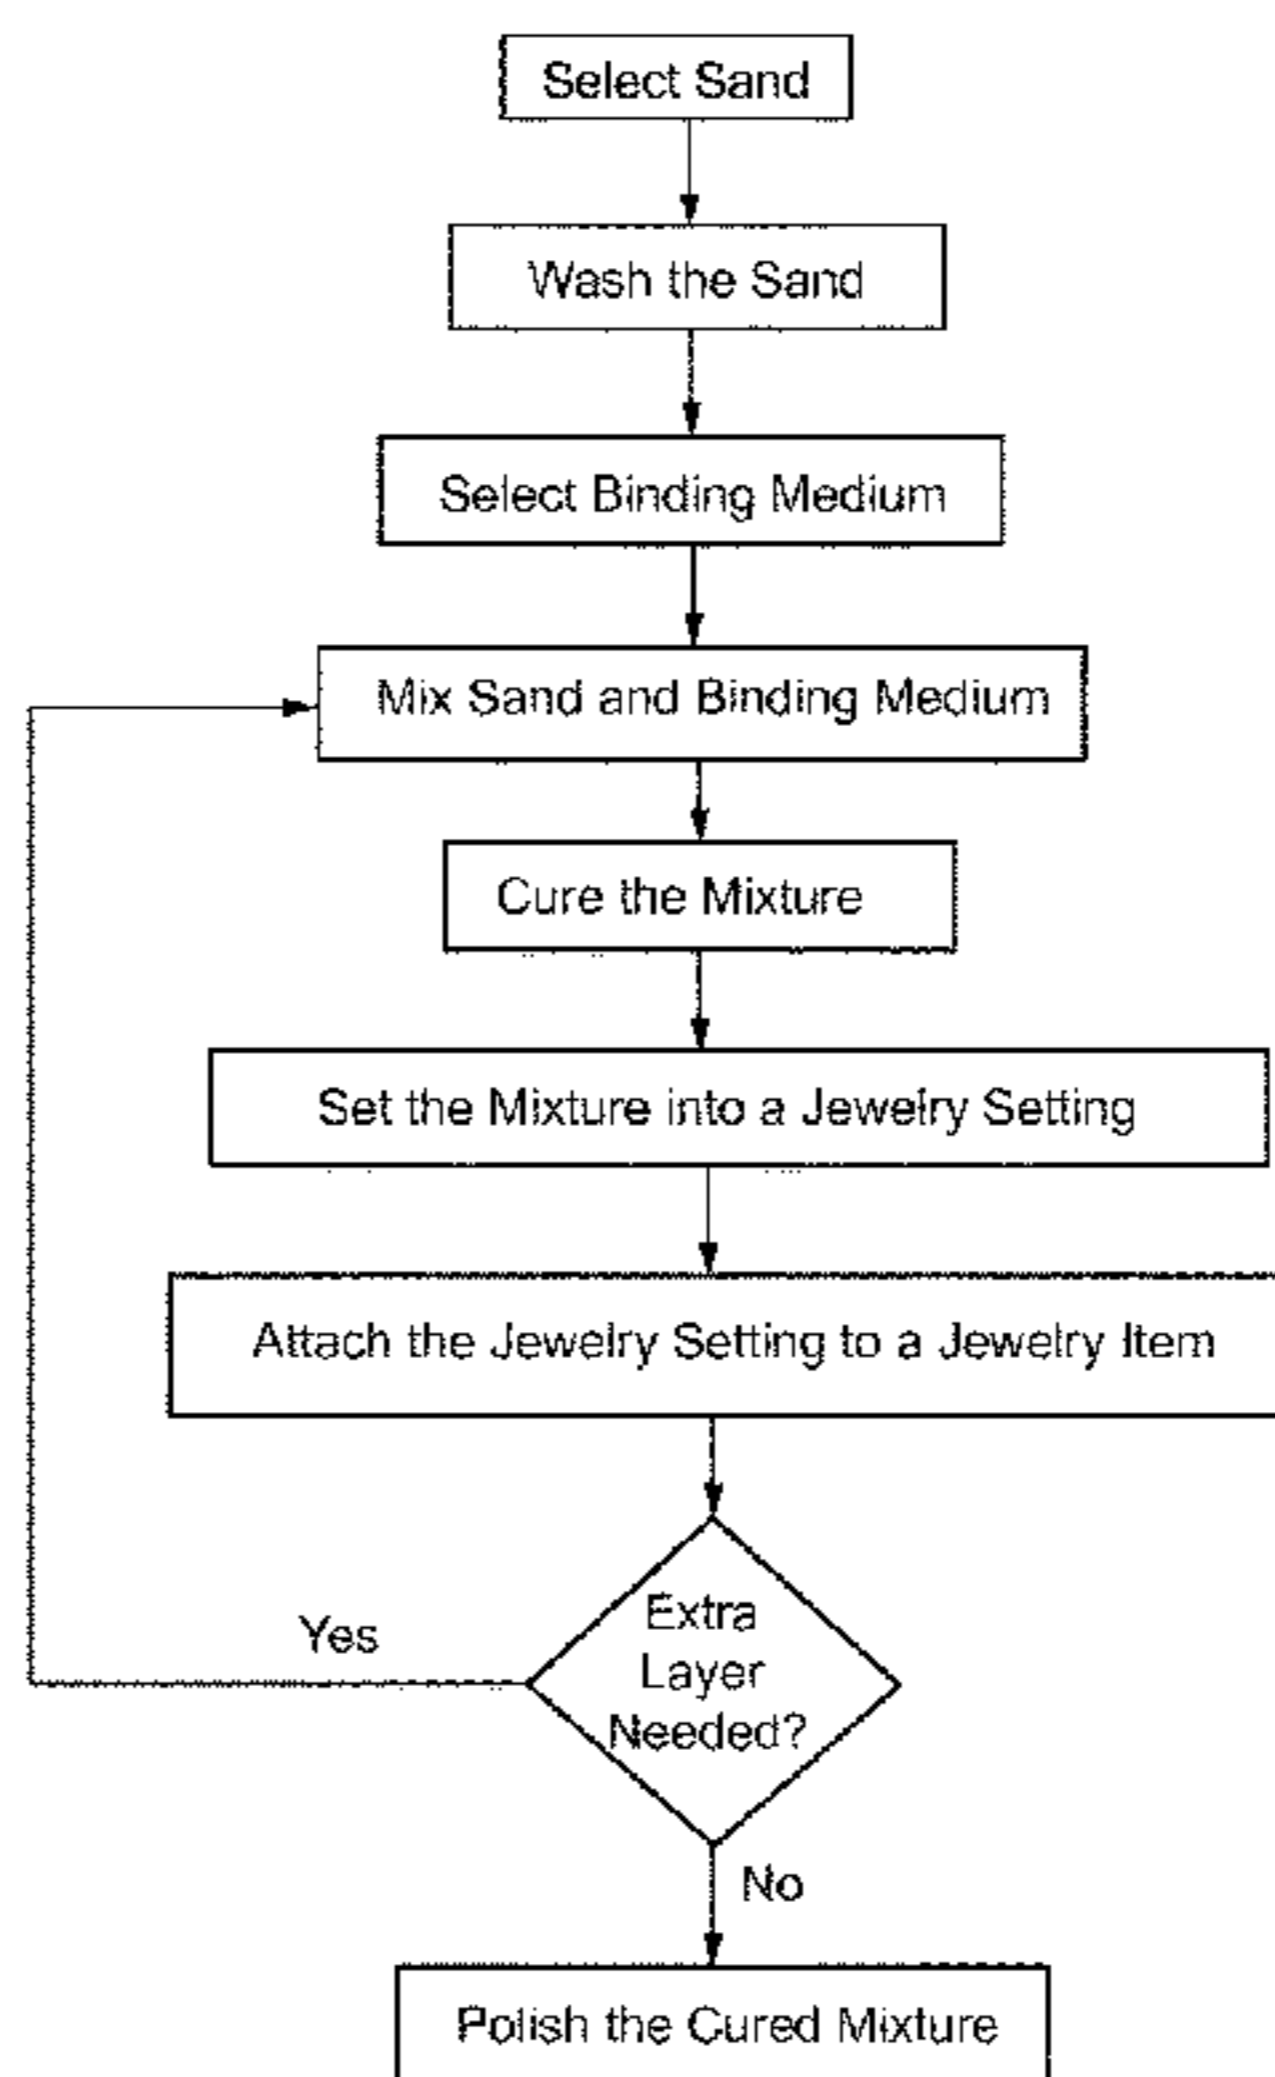 Select Sand
Wash the Sand
Select Binding Medium
Mix Sand and Binding Medium
Cure the Mixture
Set the Mixture into a Jewelry Setting
Attach the Jewelry Setting to a Jewelry Item
Extra
Layer
Needed?
Yes
No
Polish the Cured Mixture